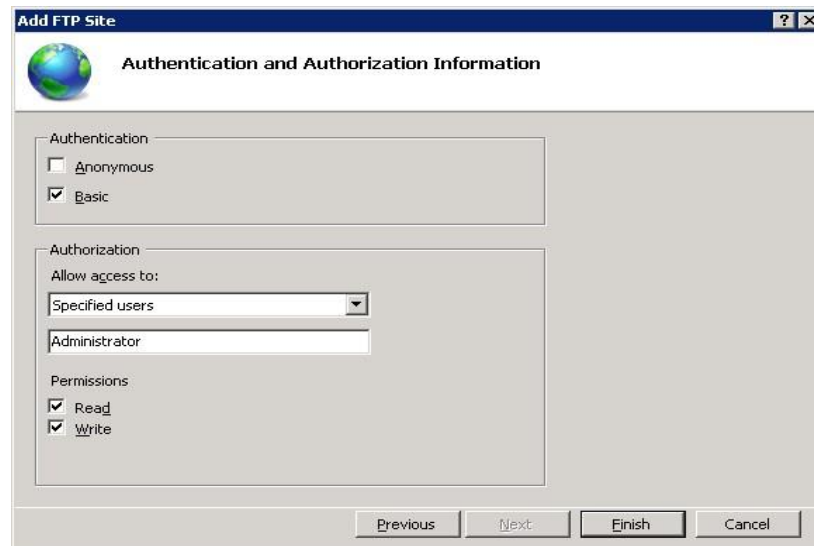 Add FTP Site
Authentication and Authorization Information
Authentication
Anonymous
Basic
Authorization
Allow access to:
Specified users
Administrator
Permissions
Read
Write
Previous Next Finish Cancel